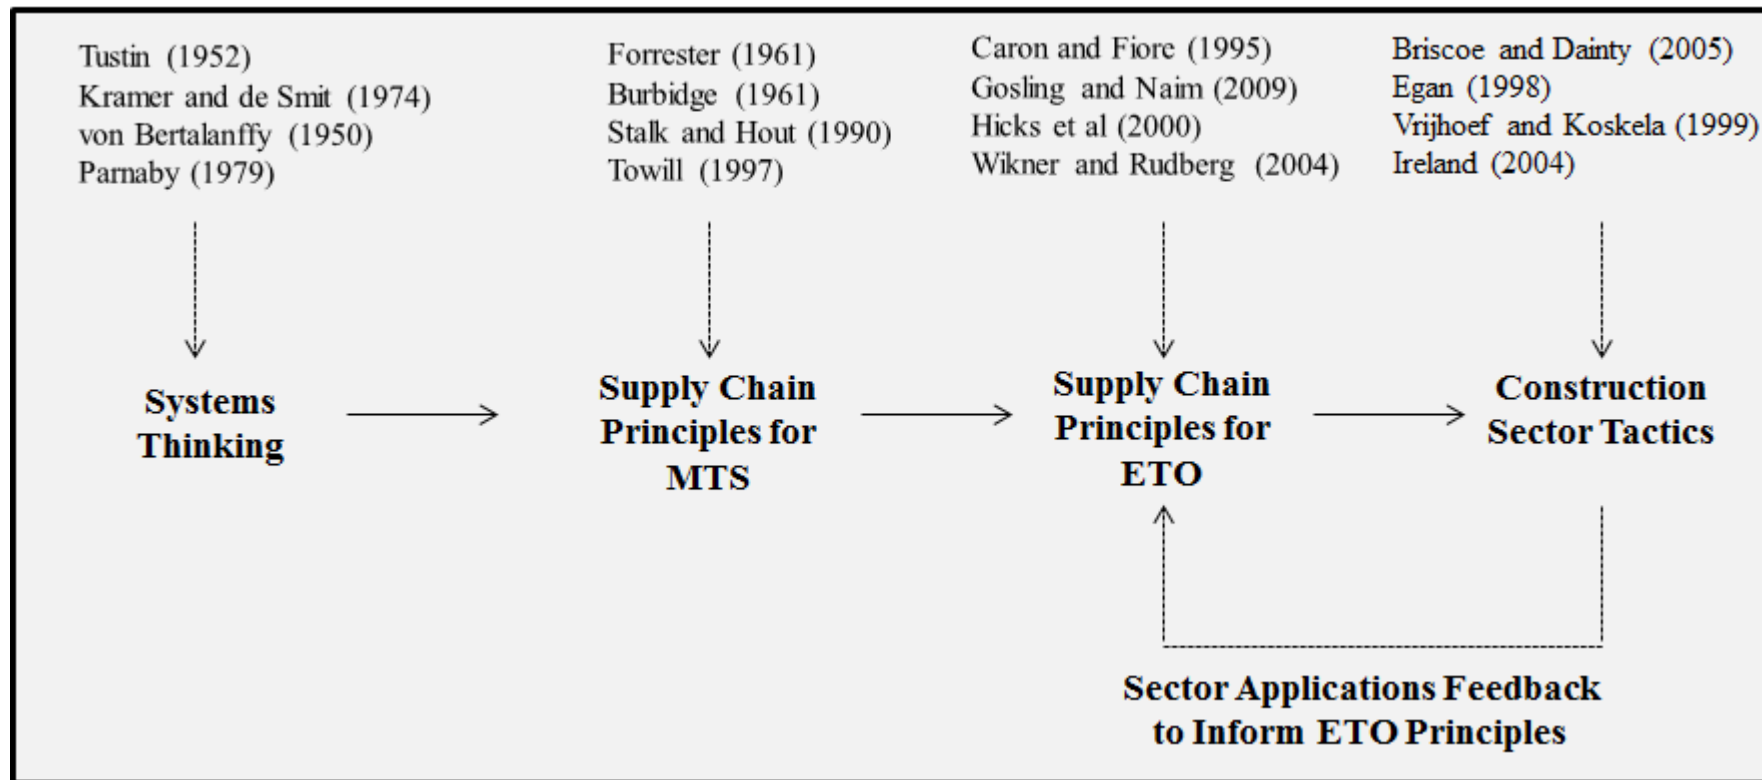 Tustin (1952)
Kramer and de Smit (1974)
von Bertalanffy (1950)
Parnaby (1979)
Forrester (1961)
Burbidge (1961)
Stalk and Hout (1990)
Towill (1997)
Caron and Fiore (1995)
Gosling and Naim (2009)
Hicks et al (2000)
Wikner and Rudberg (2004)
Briscoe and Dainty (2005)
Egan (1998)
Vrijhoef and Koskela (1999)
Ireland (2004)
Systems
Thinking
Supply Chain
Principles for
MTS
Supply Chain
Principles for
ETO
Construction
Sector Tactics
Sector Applications Feedback
to Inform ETO Principles